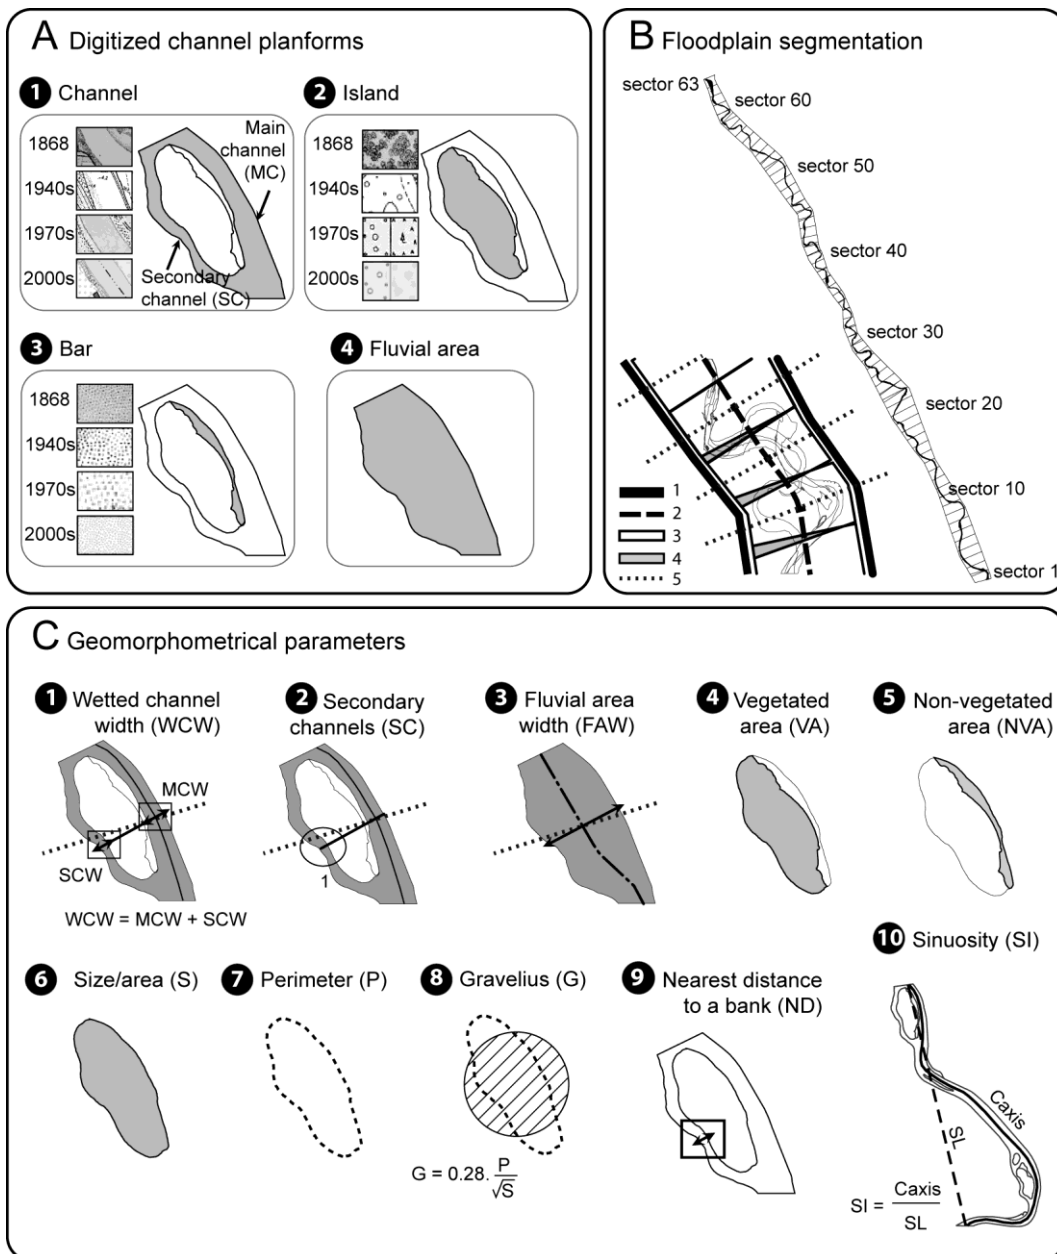 A Digitized channel planforms
1 Channel
1868
1940s
1970s
2000s
Main
channel
(MC)
Secondary
channel (SC)
2 Island
1868
1940s
1970s
2000s
3 Bar
1868
1940s
1970s
2000s
4 Fluvial area
B Floodplain segmentation
sector 63
sector 60
sector 50
sector 40
sector 30
sector 20
sector 10
sector 1
1
2
3
4
5
C Geomorphometrical parameters
1 Wetted channel
width (WCW)
MCW
SCW
WCW = MCW + SCW
2 Secondary
channels (SC)
1
3 Fluvial area
width (FAW)
4 Vegetated
area (VA)
5 Non-vegetated
area (NVA)
6 Size/area (S)
7 Perimeter (P)
8 Gravelius (G)
G = 0.28. P/√S
9 Nearest distance
to a bank (ND)
10 Sinuosity (SI)
Caxis
SL
SI = Caxis/SL